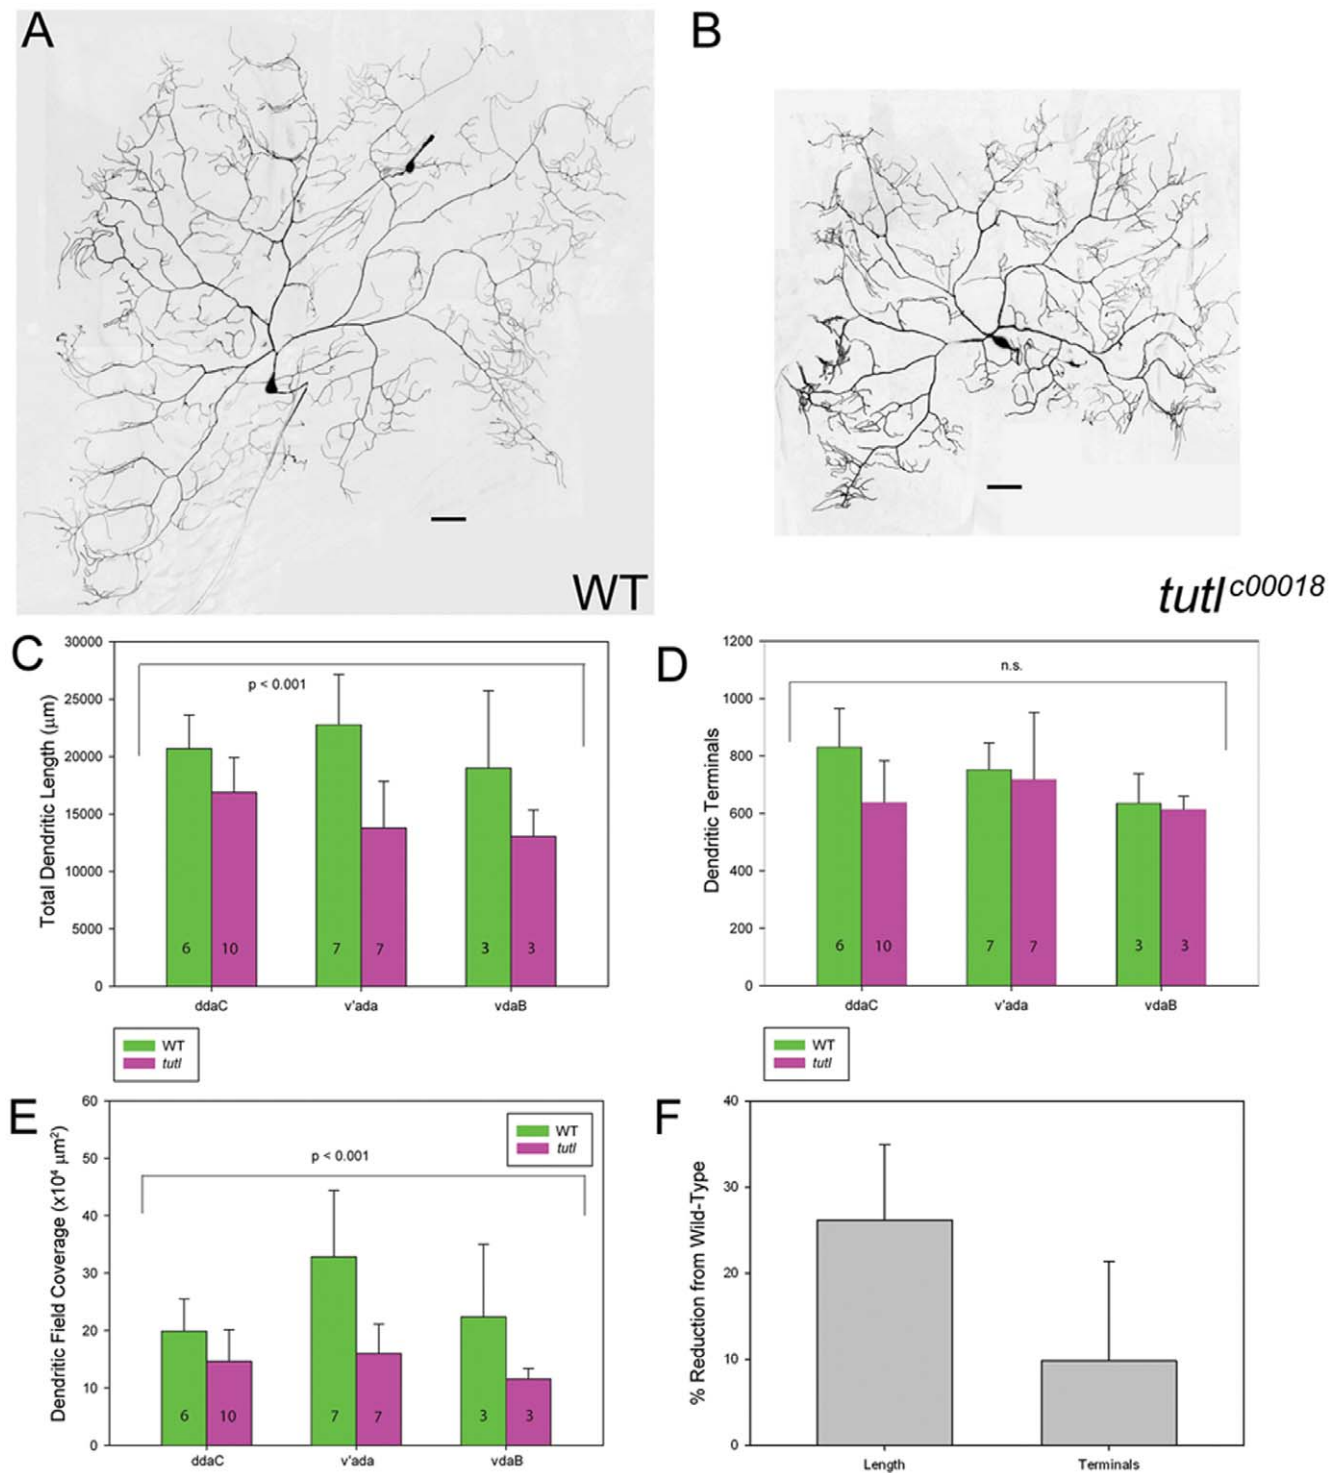 A
B
WT
tutl c00018
C
30000
25000
20000
15000
10000
5000
0
Total Dendritic Length (μm)
p < 0.001
6 10 7 7 3 3
ddaC v'ada vdaB
WT
tutl
D
1200
1000
800
600
400
200
0
Dendritic Terminals
n.s.
6 10 7 7 3 3
ddaC v'ada vdaB
WT
tutl
E
60
50
40
30
20
10
0
Dendritic Field Coverage (x10⁴ μm²)
WT
tutl
p < 0.001
6 10 7 7 3 3
ddaC v'ada vdaB
F
40
30
20
10
0
% Reduction from Wild-Type
Length Terminals